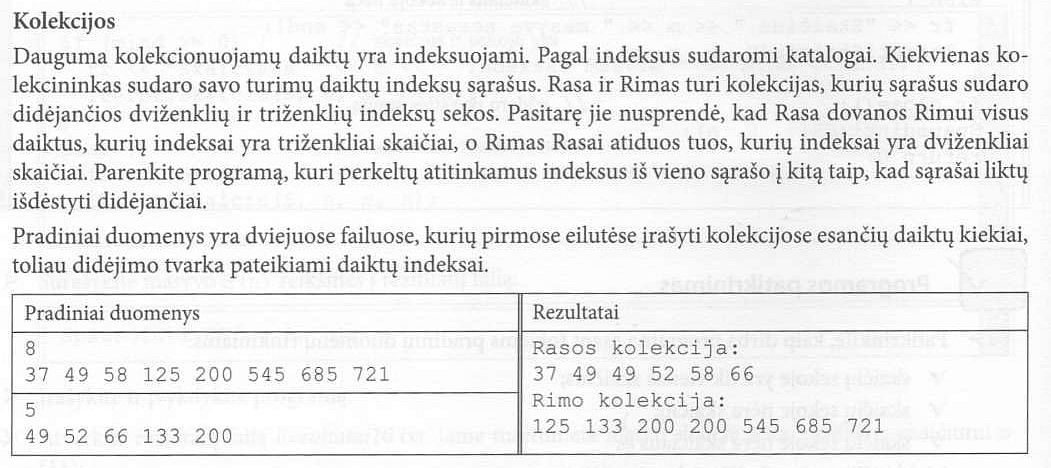 Kolekcijos
Dauguma kolekcionuojamų daiktų yra indeksuojami. Pagal indeksus sudaromi katalogai. Kiekvienas ko-
lekcininkas sudaro savo turimų daiktų indeksų sąrašus. Rasa ir Rimas turi kolekcijas, kurių sąrašus sudaro
didėjančios dviženklių ir triženklių indeksų sekos. Pasitarę jie nusprendė, kad Rasa dovanos Rimui visus
daiktus, kurių indeksai yra triženkliai skaičiai, o Rimas Rasai atiduos tuos, kurių indeksai yra dviženkliai
skaičiai. Parenkite programą, kuri perkeltų atitinkamus indeksus iš vieno sąrašo į kitą taip, kad sąrašai liktų
išdėstyti didėjančiai.
Pradiniai duomenys yra dviejuose failuose, kurių pirmose eilutėse įrašyti kolekcijose esančių daiktų kiekiai,
toliau didėjimo tvarka pateikiami daiktų indeksai.
Pradiniai duomenys
8
37 49 58 125 200 545 685 721
5
49 52 66 133 200
Rezultatai
Rasos kolekcija:
37 49 49 52 58 66
Rimo kolekcija:
125 133 200 200 545 685 721